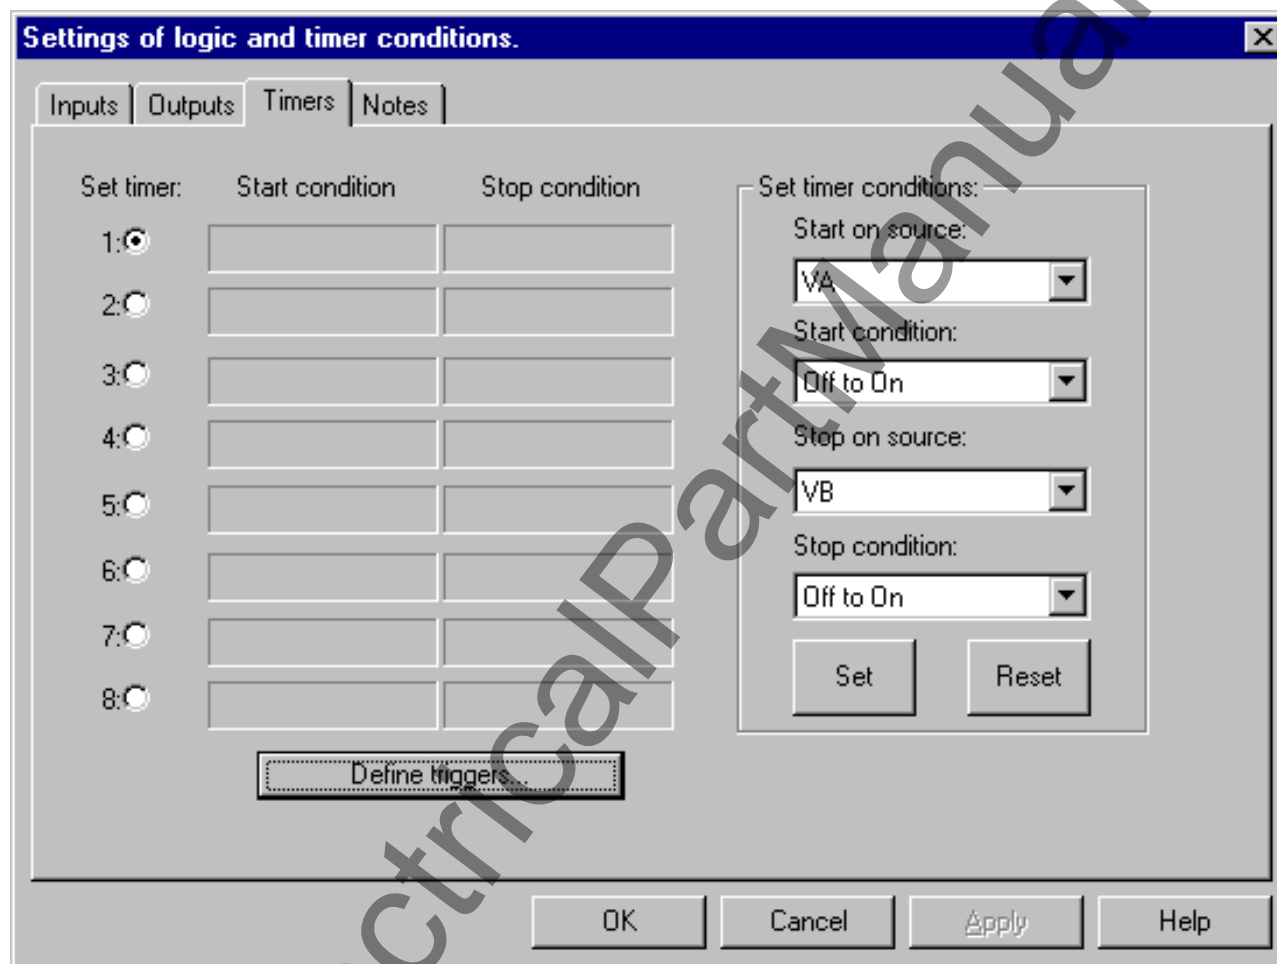 Settings of logic and timer conditions.
Inputs Outputs Timers Notes
Set timer: Start condition Stop condition
1:
2:
3:
4:
5:
6:
7:
8:
Define triggers...
Set timer conditions:
Start on source:
VA
Start condition:
Off to On
Stop on source:
VB
Stop condition:
Off to On
Set Reset
OK Cancel Apply Help
ctricalPartManual